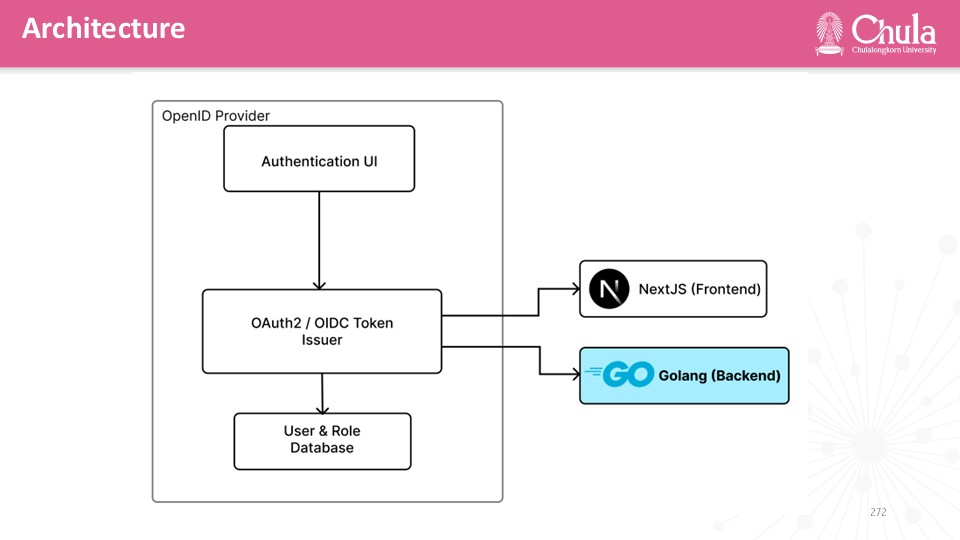 Architecture
Chula
Chulalongkorn University
OpenID Provider
Authentication UI
OAuth2 / OIDC Token
Issuer
User & Role
Database
N
NextJS (Frontend)
GO
Golang (Backend)
272